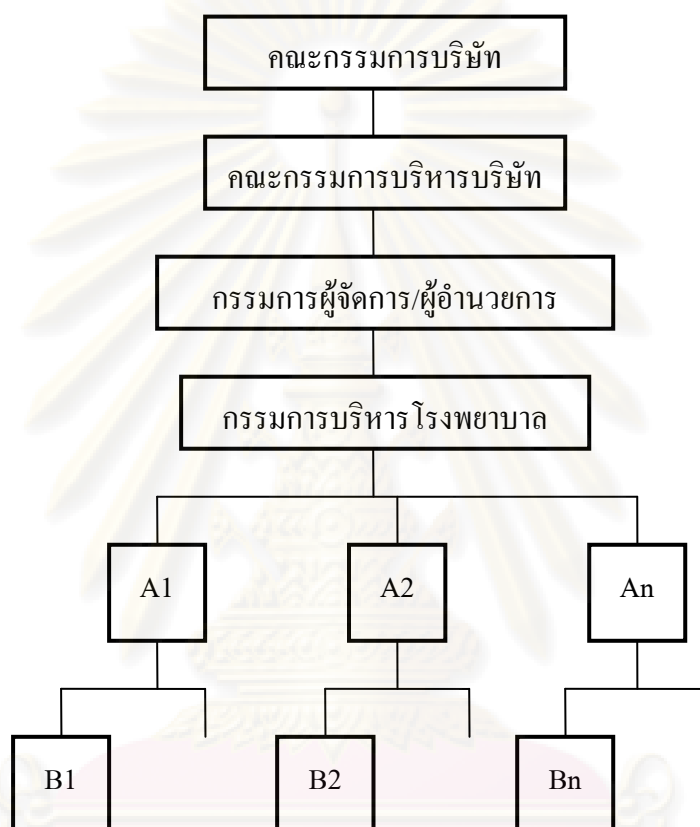 คณะกรรมการบริษัท
คณะกรรมการบริหารบริษัท
กรรมการผู้จัดการ/ผู้อำนวยการ
กรรมการบริหารโรงพยาบาล
A1 A2 An
B1 B2 Bn